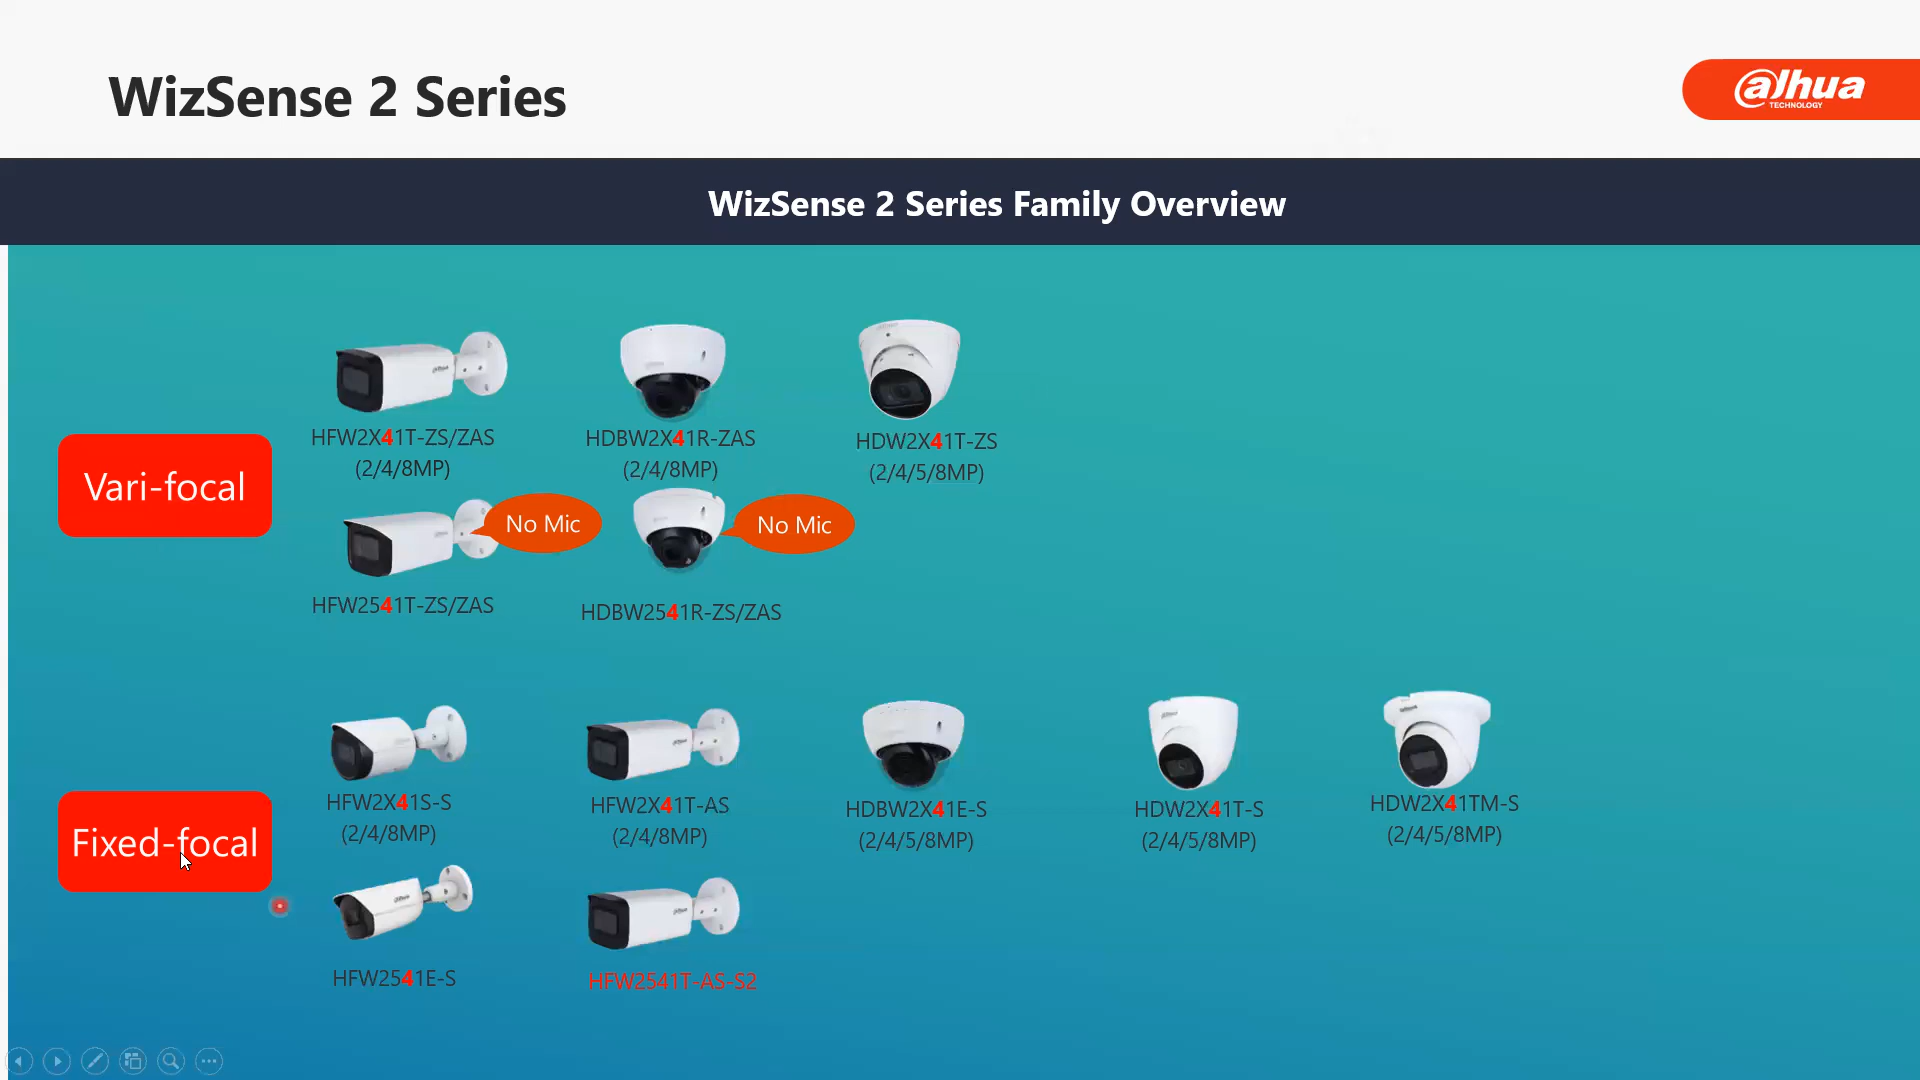 WizSense 2 Series
alhua
TECHNOLOGY
WizSense 2 Series Family Overview
HFW2X41T-ZS/ZAS
(2/4/8MP)
HDBW2X41R-ZAS
(2/4/8MP)
HDW2X41T-ZS
(2/4/5/8MP)
Vari-focal
No Mic
No Mic
HFW2541T-ZS/ZAS
HDBW2541R-ZS/ZAS
HFW2X41S-S
(2/4/8MP)
HFW2X41T-AS
(2/4/8MP)
HDBW2X41E-S
(2/4/5/8MP)
HDW2X41T-S
(2/4/5/8MP)
HDW2X41TM-S
(2/4/5/8MP)
Fixed-focal
HFW2541E-S
HFW2541T-AS-S2